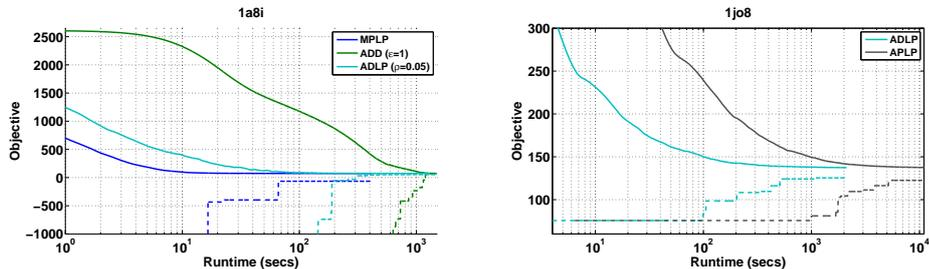 1a8i
Objective
2500
2000
1500
1000
500
0
−500
−1000
10^0
10^1
10^2
10^3
Runtime (secs)
MPLP
ADD (ε=1)
ADLP (ρ=0.05)
1jo8
Objective
300
250
200
150
100
10^1
10^2
10^3
10^4
Runtime (secs)
ADLP
APLP